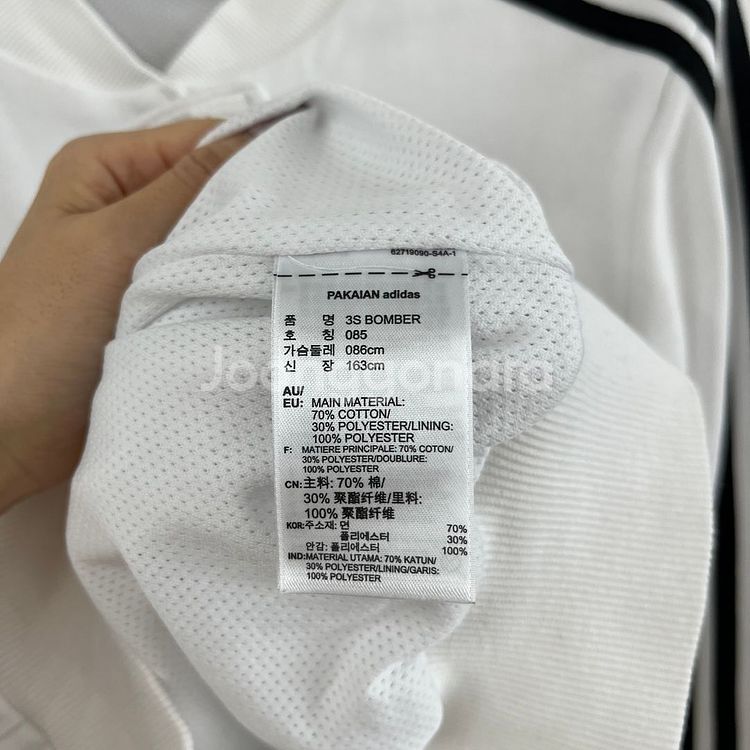 62719090-S4A-1
PAKAIAN adidas
품 명 3S BOMBER
호 칭 085
가슴둘레 086cm
신 장 163cm
AU/
EU: MAIN MATERIAL:
70% COTTON/
30% POLYESTER/LINING:
100% POLYESTER
F: MATIERE PRINCIPALE: 70% COTON/
30% POLYESTER/DOUBLURE:
100% POLYESTER
CN: 主料: 70% 棉/
30% 聚酯纤维/里料:
100% 聚酯纤维
KOR: 주소재: 면 70%
폴리에스터 30%
안감: 폴리에스터 100%
IND: MATERIAL UTAMA: 70% KATUN/
30% POLYESTER/LINING/GARIS:
100% POLYESTER